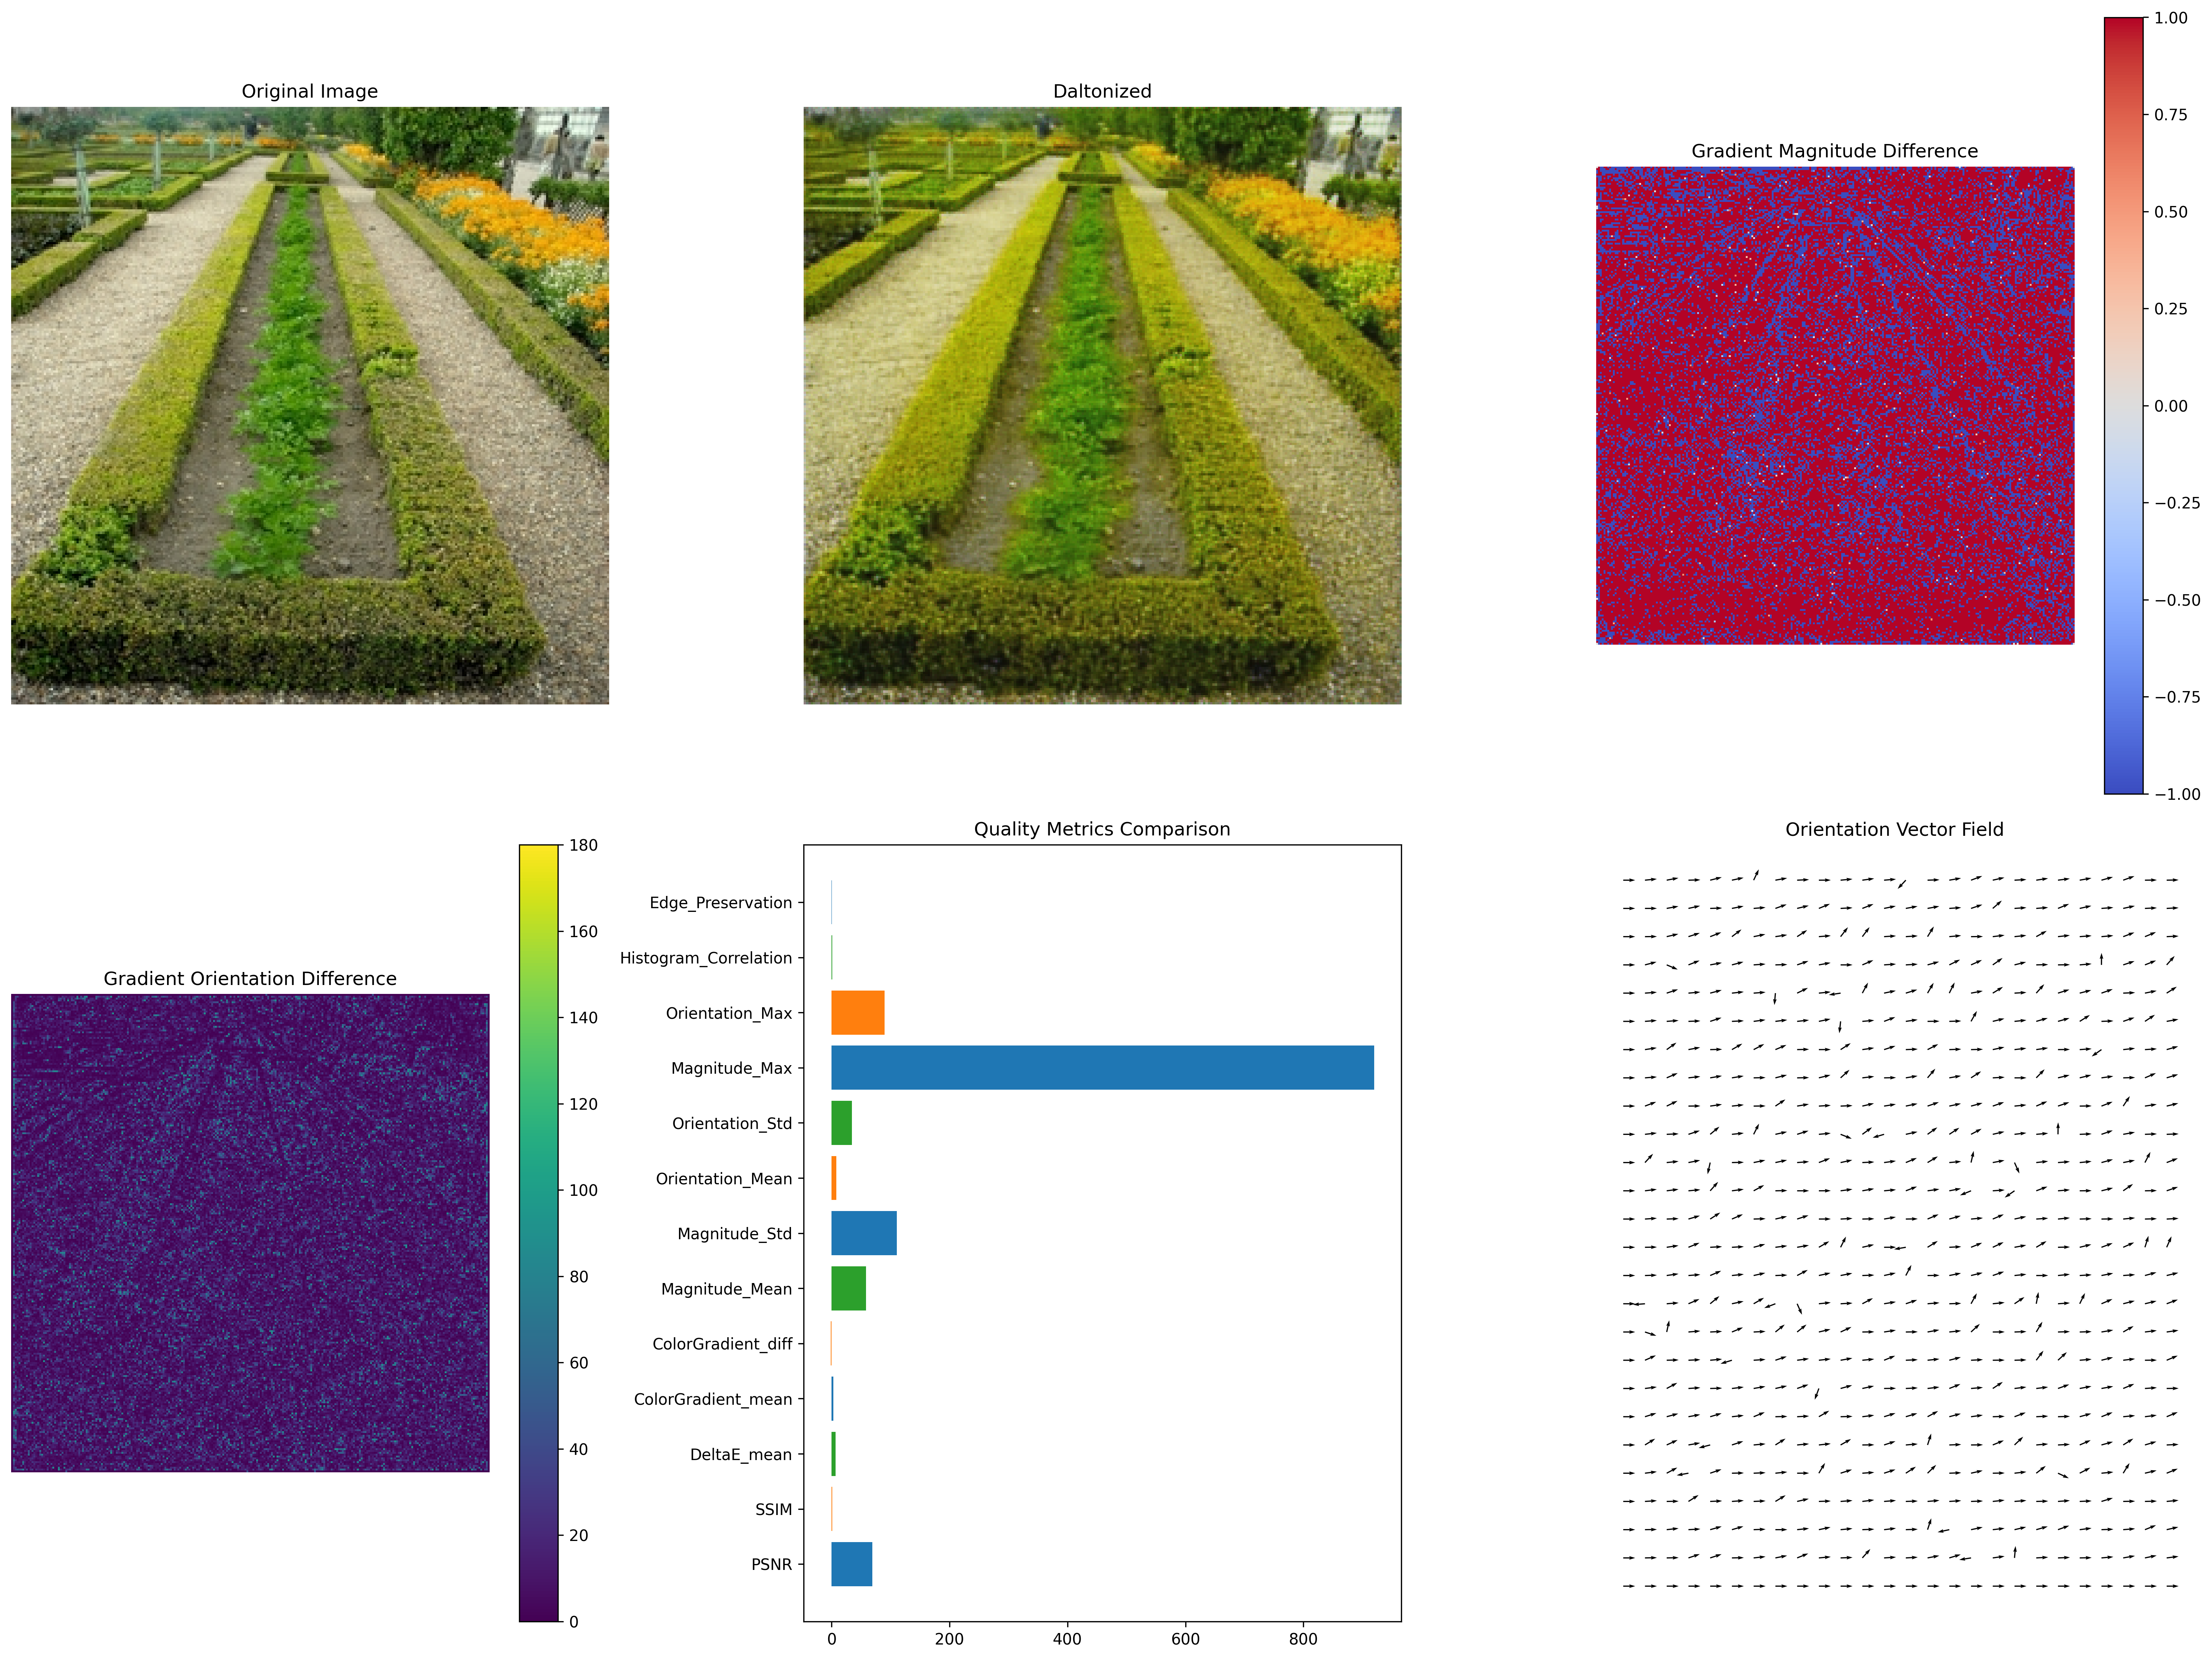 Original Image
Daltonized
Gradient Magnitude Difference
1.00
0.75
0.50
0.25
0.00
−0.25
−0.50
−0.75
−1.00
Gradient Orientation Difference
180
160
140
120
100
80
60
40
20
0
Quality Metrics Comparison
Edge_Preservation
Histogram_Correlation
Orientation_Max
Magnitude_Max
Orientation_Std
Orientation_Mean
Magnitude_Std
Magnitude_Mean
ColorGradient_diff
ColorGradient_mean
DeltaE_mean
SSIM
PSNR
0 200 400 600 800
Orientation Vector Field